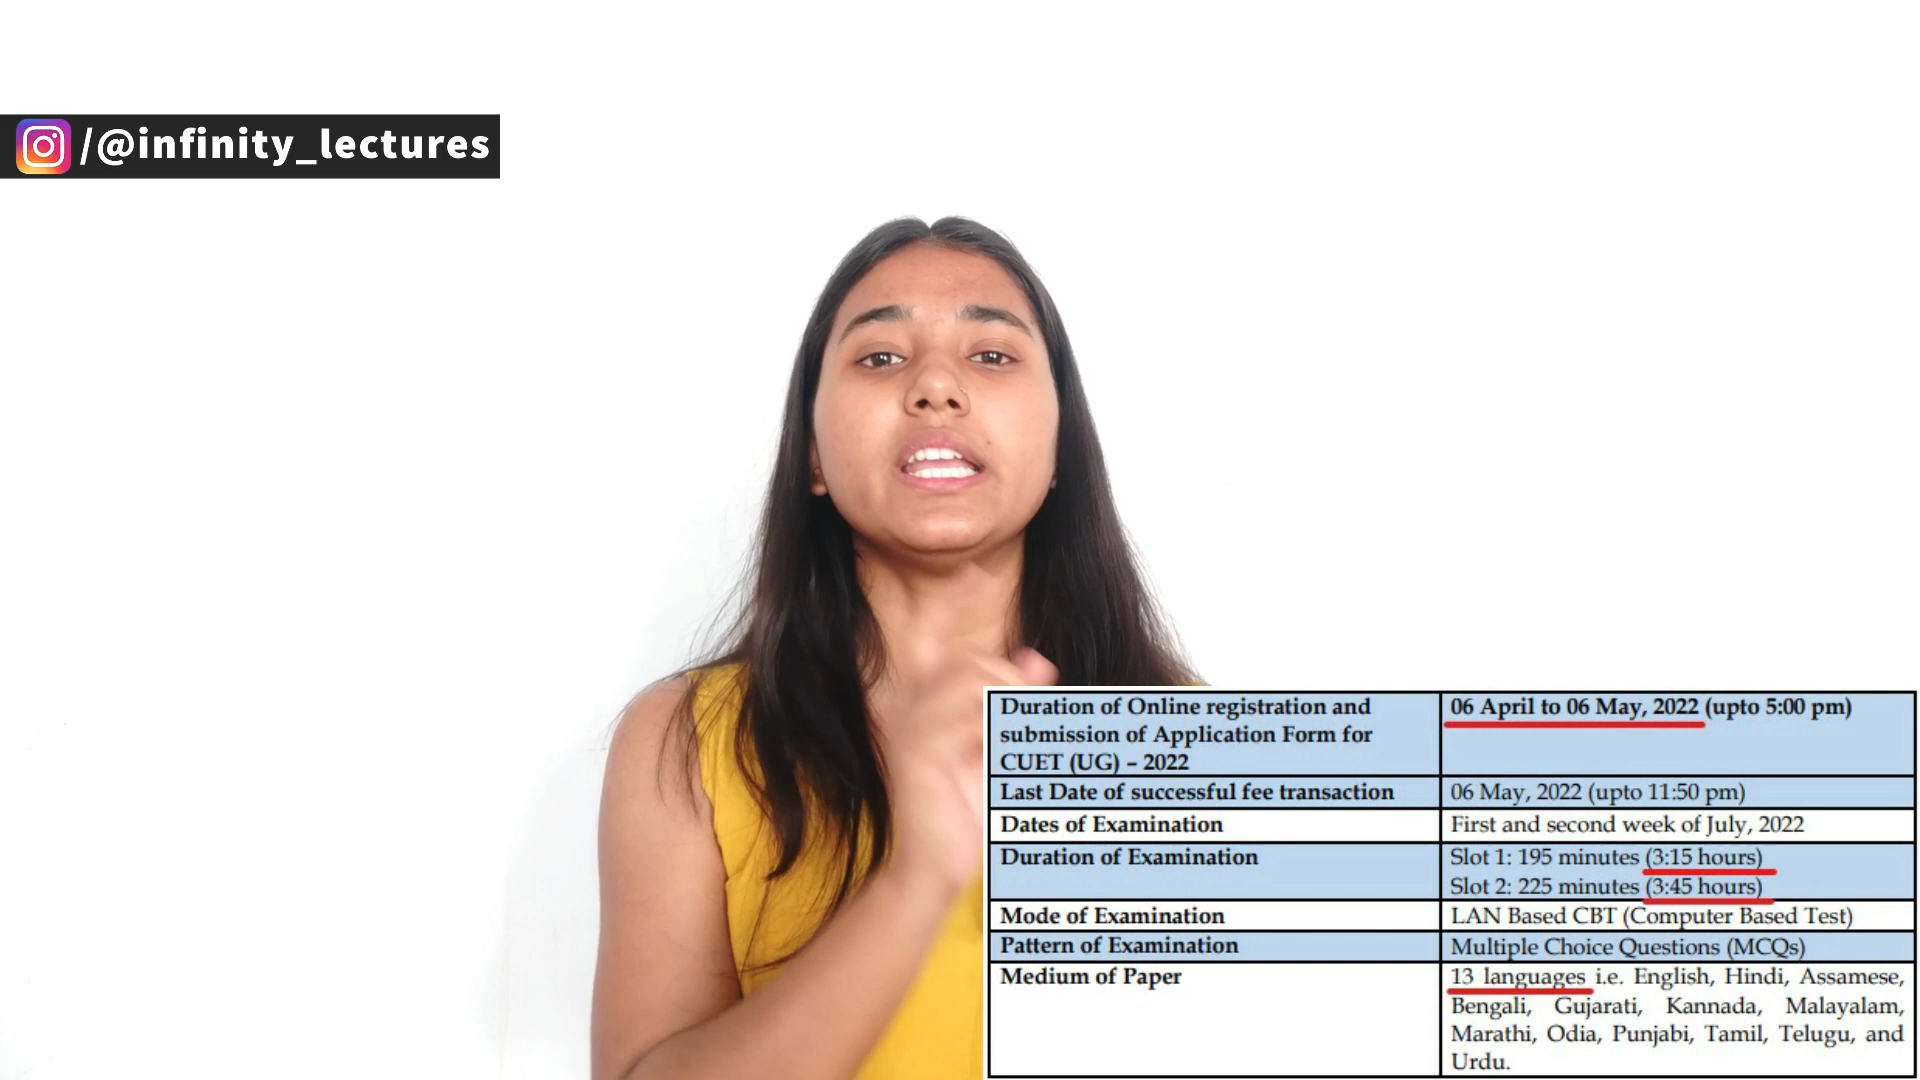 /@infinity_lectures
Duration of Online registration and
submission of Application Form for
CUET (UG) – 2022
06 April to 06 May, 2022 (upto 5:00 pm)
Last Date of successful fee transaction
06 May, 2022 (upto 11:50 pm)
Dates of Examination
First and second week of July, 2022
Duration of Examination
Slot 1: 195 minutes (3:15 hours)
Slot 2: 225 minutes (3:45 hours)
Mode of Examination
LAN Based CBT (Computer Based Test)
Pattern of Examination
Multiple Choice Questions (MCQs)
Medium of Paper
13 languages i.e. English, Hindi, Assamese,
Bengali, Gujarati, Kannada, Malayalam,
Marathi, Odia, Punjabi, Tamil, Telugu, and
Urdu.